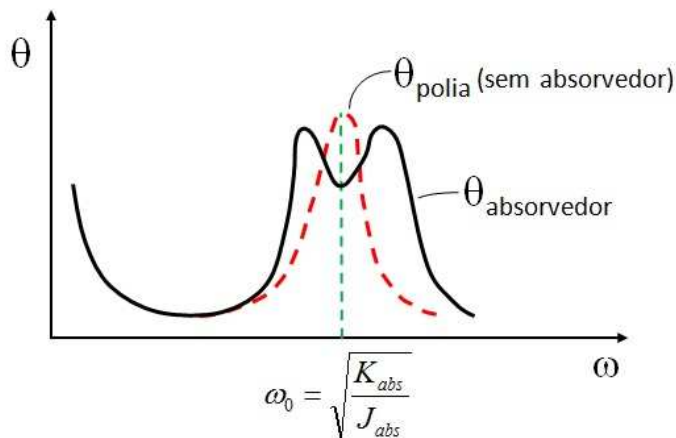 θ
θpolia (sem absorvedor)
θabsorvedor
ω
ω0 = √(Kabs / Jabs)